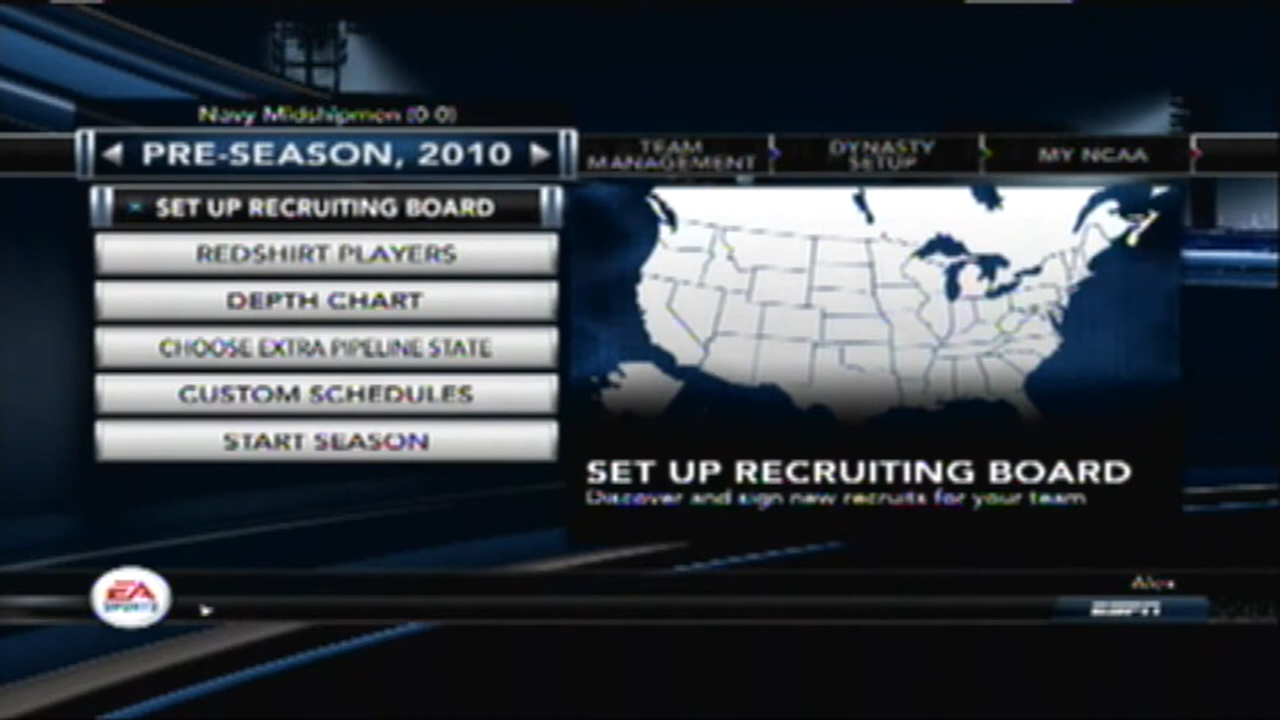 Navy Midshipmen (0-0)
PRE-SEASON, 2010
TEAM MANAGEMENT
DYNASTY SETUP
MY NCAA
SET UP RECRUITING BOARD
REDSHIRT PLAYERS
DEPTH CHART
CHOOSE EXTRA PIPELINE STATE
CUSTOM SCHEDULES
START SEASON
SET UP RECRUITING BOARD
Discover and sign new recruits for your team
EA
SPORTS
ESPN